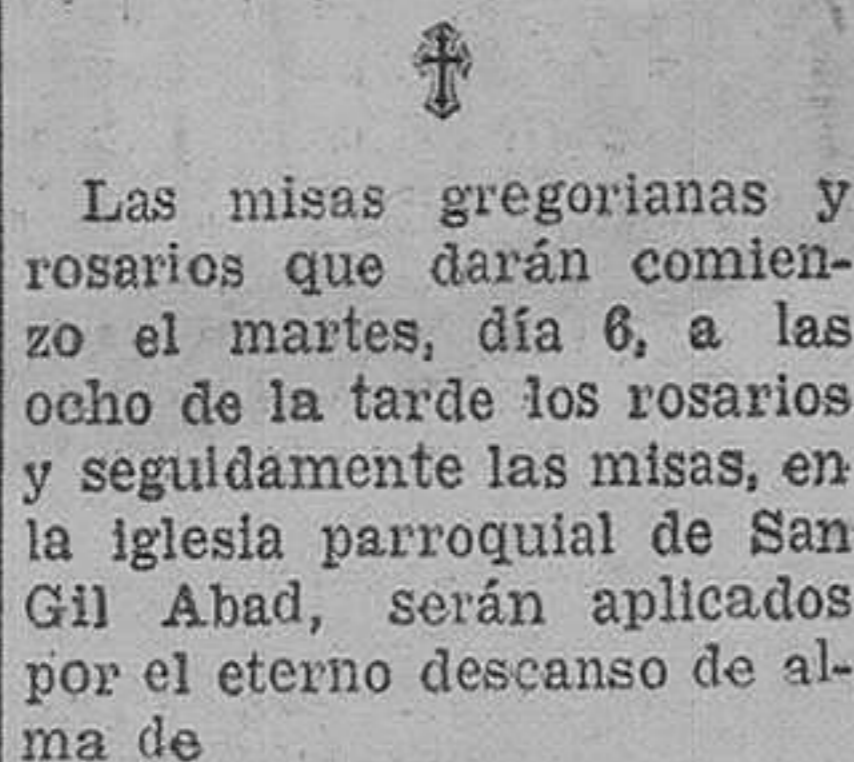 Las misas gregorianas y
rosarios que darán comien-
zo el martes, día 6, a las
ocho de la tarde los rosarios
y seguidamente las misas, en
la iglesia parroquial de San
Gil Abad, serán aplicados
por el eterno descanso de al-
ma de